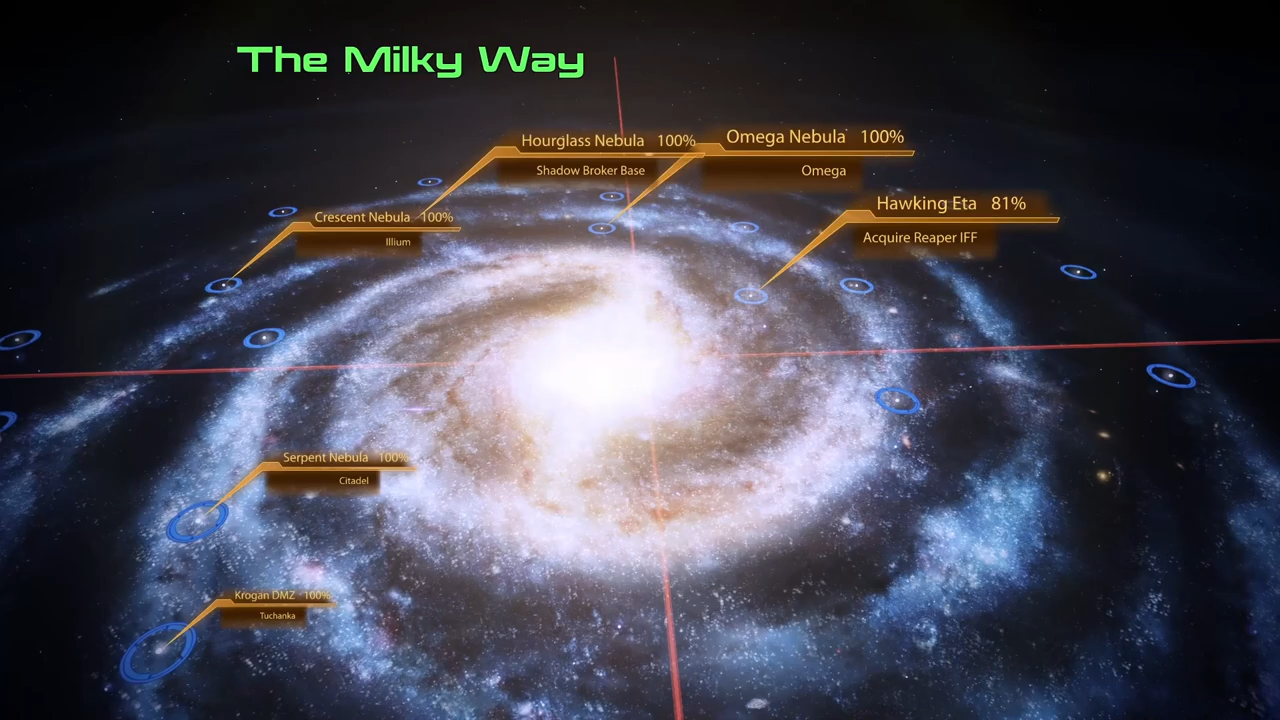 The Milky Way
Hourglass Nebula 100%
Shadow Broker Base
Omega Nebula 100%
Omega
Hawking Eta 81%
Acquire Reaper IFF
Crescent Nebula 100%
Illium
Serpent Nebula 100%
Citadel
Krogan DMZ 100%
Tuchanka